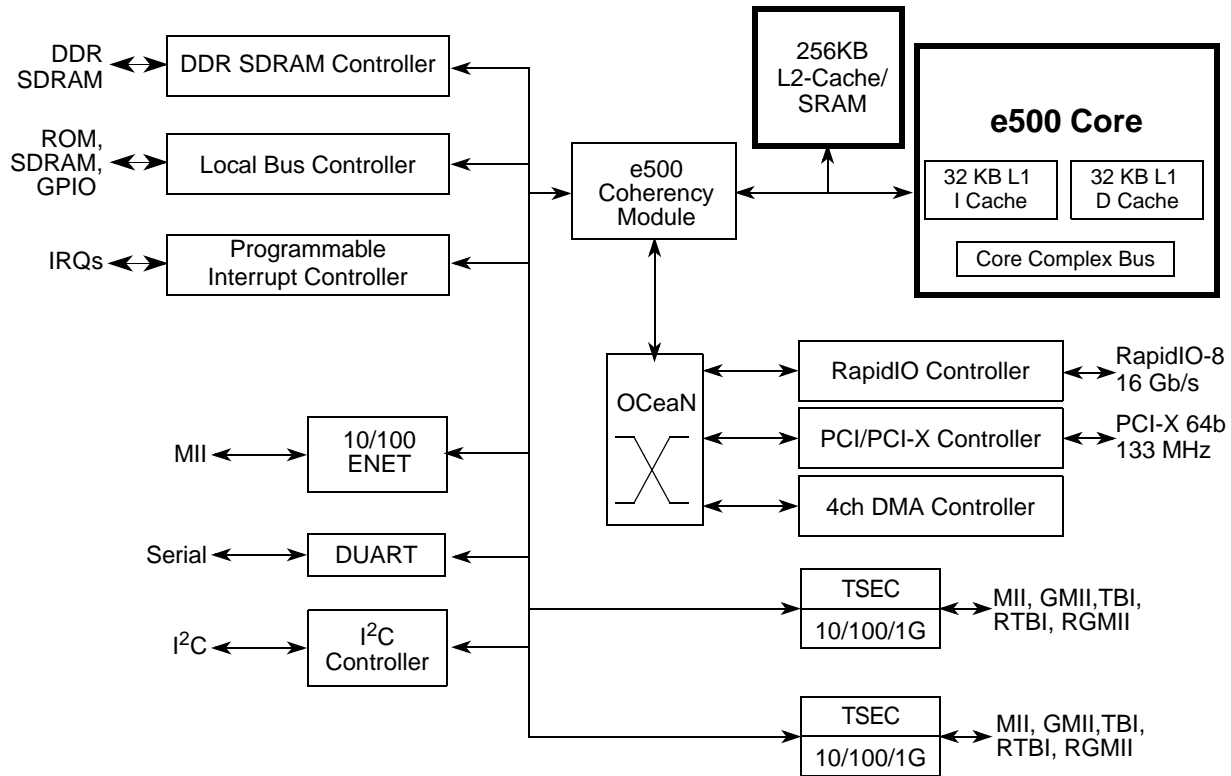 DDR
SDRAM
DDR SDRAM Controller
256KB
L2-Cache/
SRAM
e500 Core
32 KB L1
I Cache
32 KB L1
D Cache
Core Complex Bus
ROM,
SDRAM,
GPIO
Local Bus Controller
e500
Coherency
Module
IRQs
Programmable
Interrupt Controller
OCeaN
RapidIO Controller
RapidIO-8
16 Gb/s
PCI/PCI-X Controller
PCI-X 64b
133 MHz
4ch DMA Controller
MII
10/100
ENET
Serial
DUART
I²C
I²C
Controller
TSEC
10/100/1G
MII, GMII,TBI,
RTBI, RGMII
TSEC
10/100/1G
MII, GMII,TBI,
RTBI, RGMII